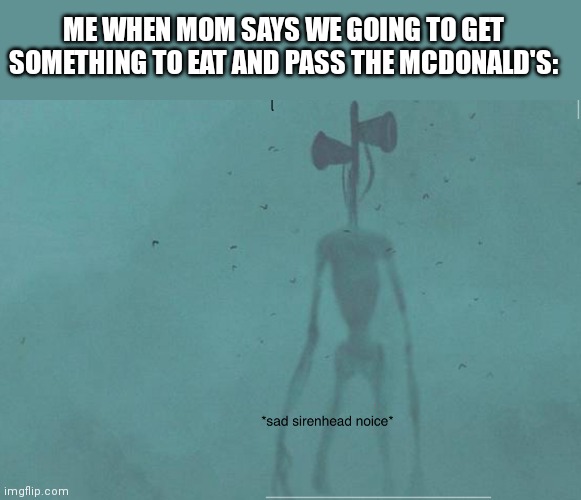 ME WHEN MOM SAYS WE GOING TO GET
SOMETHING TO EAT AND PASS THE MCDONALD'S:
*sad sirenhead noice*
imgflip.com